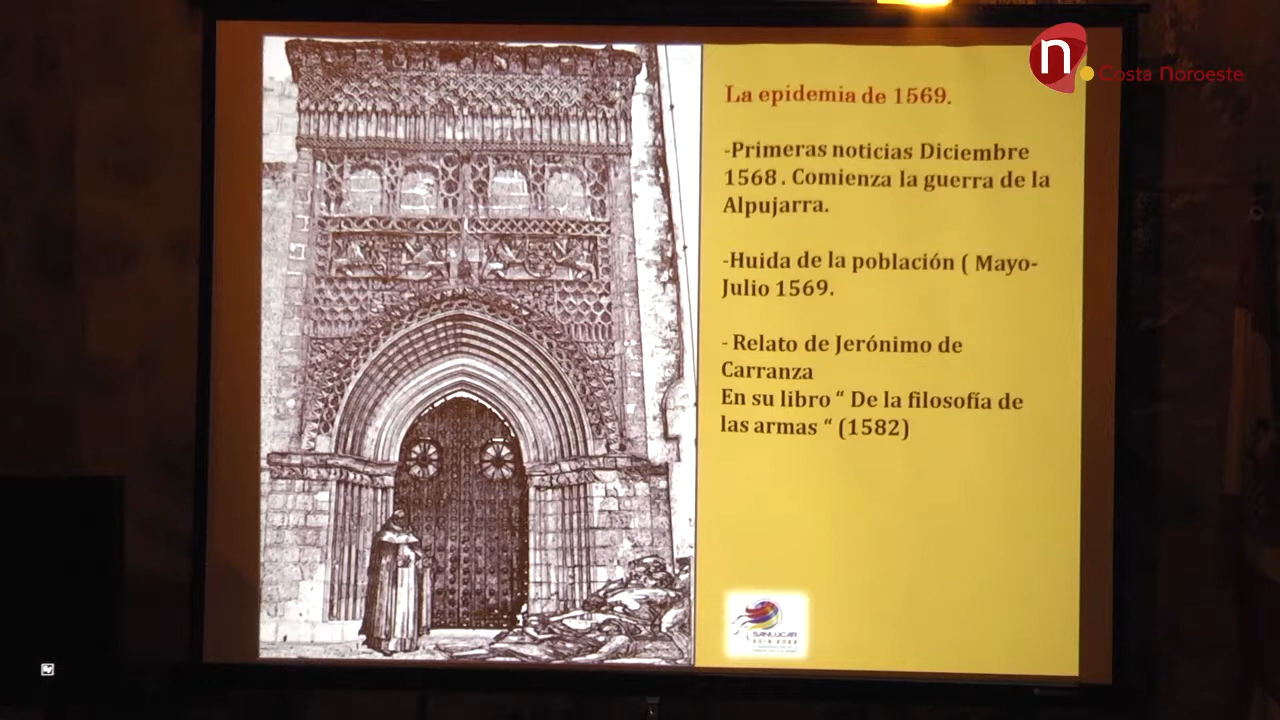 n Costa Noroeste
La epidemia de 1569.
-Primeras noticias Diciembre
1568 . Comienza la guerra de la
Alpujarra.
-Huida de la población ( Mayo-
Julio 1569.
- Relato de Jerónimo de
Carranza
En su libro “ De la filosofía de
las armas “ (1582)
SANLUCAR